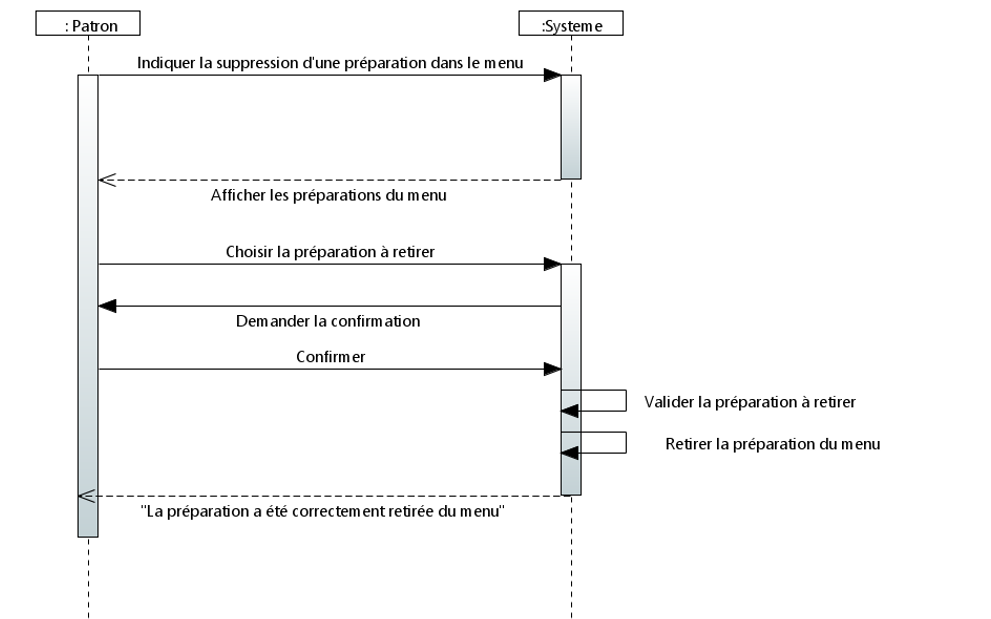 : Patron
:Systeme
Indiquer la suppression d'une préparation dans le menu
Afficher les préparations du menu
Choisir la préparation à retirer
Demander la confirmation
Confirmer
Valider la préparation à retirer
Retirer la préparation du menu
"La préparation a été correctement retirée du menu"